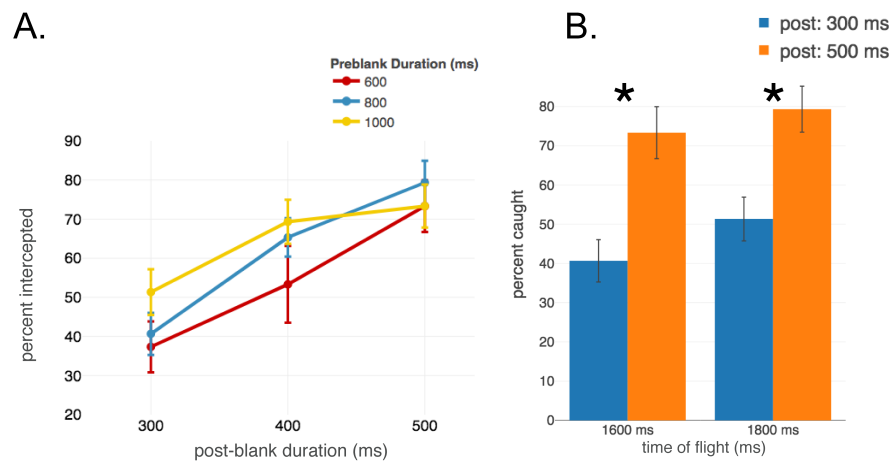 A.
Preblank Duration (ms)
600
800
1000
percent intercepted
90
80
70
60
50
40
30
20
300
400
500
post-blank duration (ms)
B.
post: 300 ms
post: 500 ms
percent caught
80
70
60
50
40
30
20
10
0
*
*
1600 ms
1800 ms
time of flight (ms)